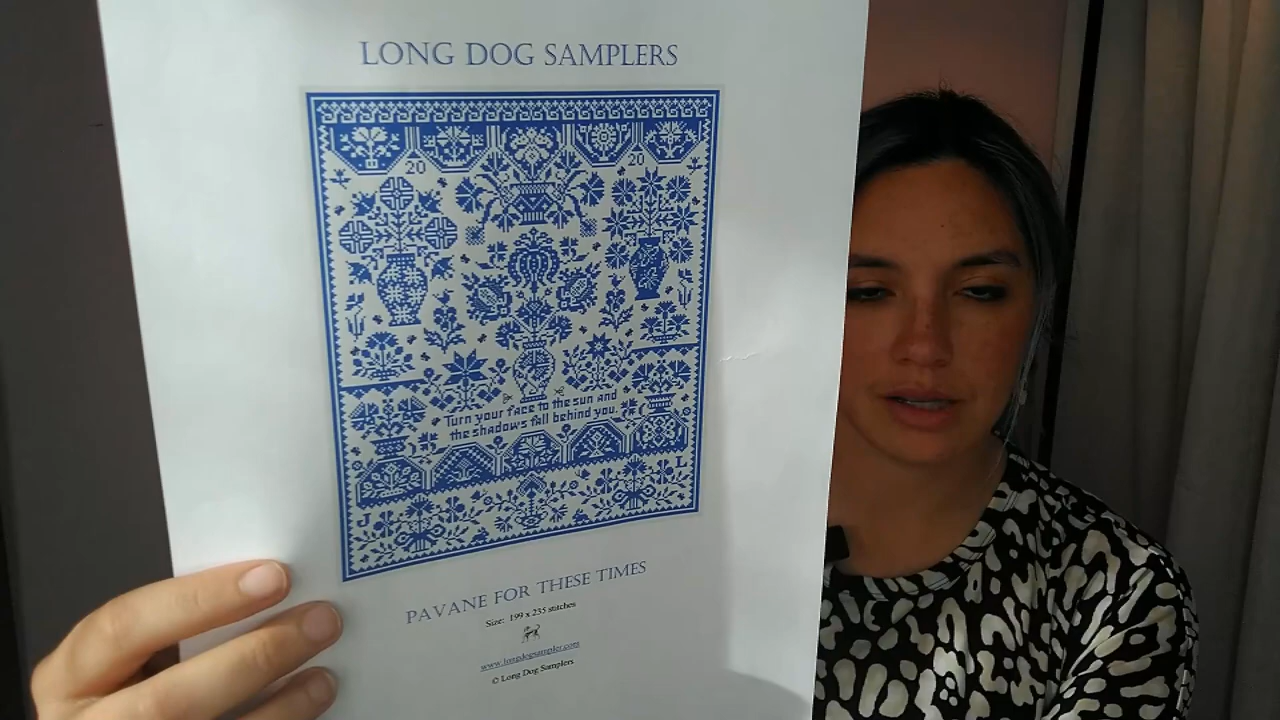 LONG DOG SAMPLERS
20 20
Turn your face to the sun and
the shadows fall behind you.
J L
PAVANE FOR THESE TIMES
Size: 199 x 235 stitches
www.longdogsampler.com
© Long Dog Samplers